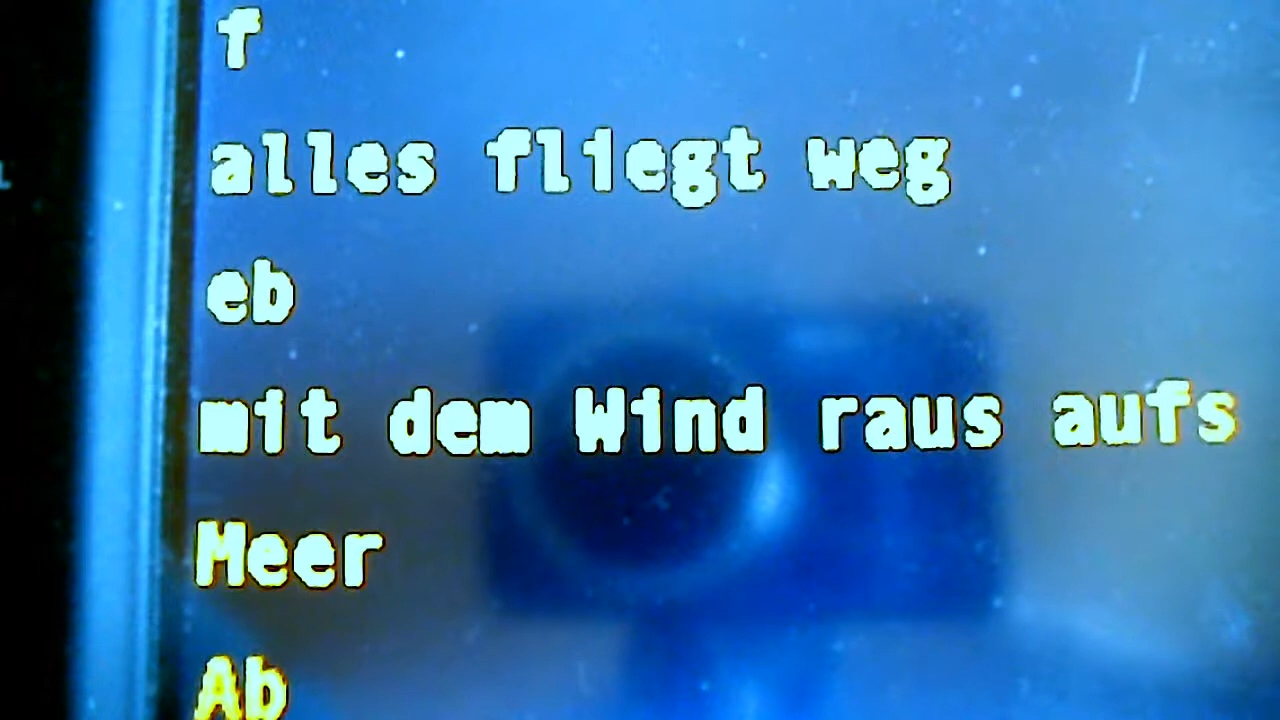 f
alles fliegt weg
eb
mit dem Wind raus aufs
Meer
Ab